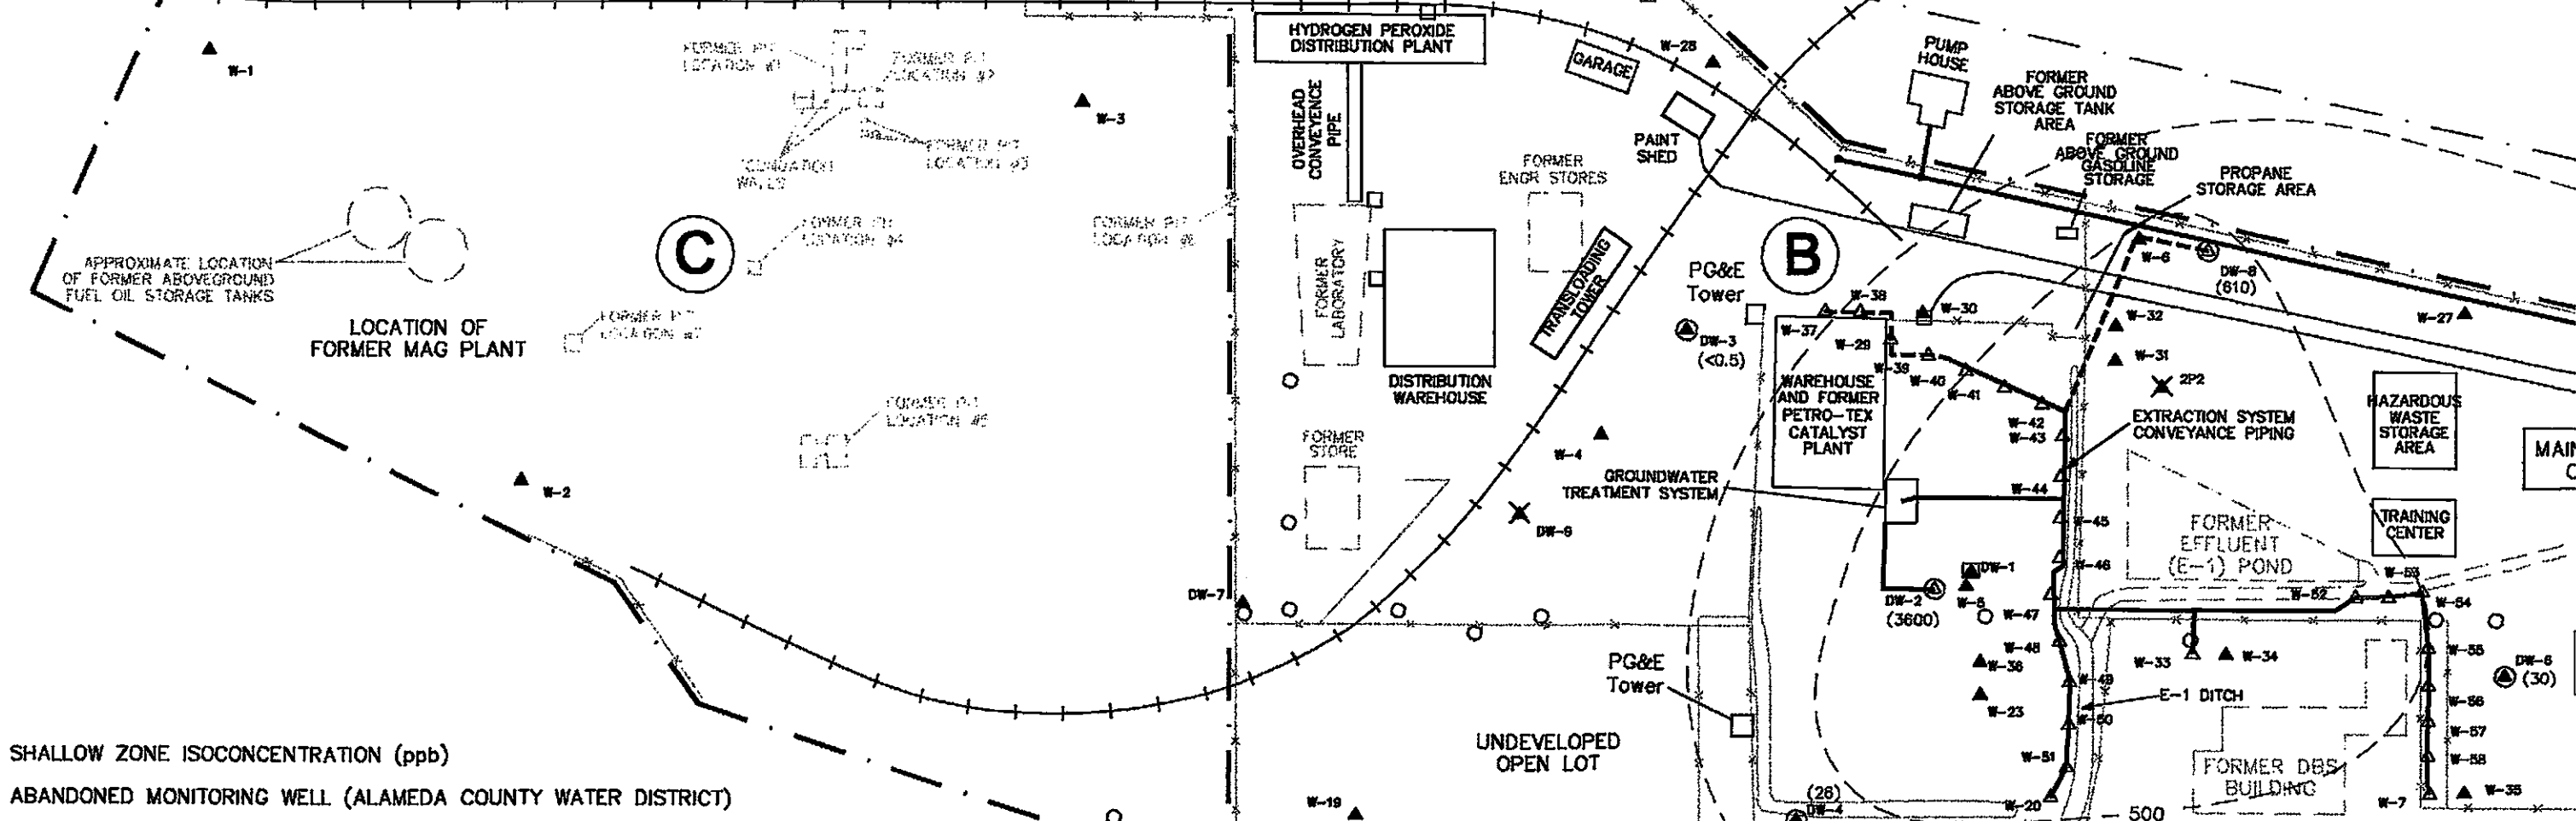 W-1
FORMER PIT
LOCATION #1
FORMER PIT
LOCATION #2
W-3
FORMER PIT
LOCATION #3
FOUNDATION
WALLS
C
FORMER PIT
LOCATION #4
FORMER PIT
APPROXIMATE LOCATION
OF FORMER ABOVEGROUND
FUEL OIL STORAGE TANKS
LOCATION OF
FORMER MAG PLANT
FORMER PIT
FORMER PIT
LOCATION #5
W-2
HYDROGEN PEROXIDE
DISTRIBUTION PLANT
OVERHEAD
CONVEYENCE
PIPE
FORMER
LABORATORY
DISTRIBUTION
WAREHOUSE
FORMER
STORE
GARAGE
W-28
PAINT
SHED
FORMER
ENGR STORES
TRANSLOADING
TOWER
PUMP
HOUSE
FORMER
ABOVE GROUND
STORAGE TANK
AREA
FORMER
ABOVE GROUND
GASOLINE
STORAGE
PROPANE
STORAGE AREA
B
PG&E
Tower
DW-3
(<0.5)
W-37
W-38
W-30
W-29
W-39
W-40
W-41
W-42
W-43
W-44
W-45
W-46
W-6
DW-8
(610)
W-32
W-31
2P2
W-27
WAREHOUSE
AND FORMER
PETRO-TEX
CATALYST
PLANT
EXTRACTION SYSTEM
CONVEYANCE PIPING
HAZARDOUS
WASTE
STORAGE
AREA
TRAINING
CENTER
W-4
GROUNDWATER
TREATMENT SYSTEM
DW-9
FORMER
EFFLUENT
(E-1) POND
DW-7
DW-1
DW-2
(3600)
W-5
W-47
W-48
W-36
W-49
W-23
W-50
W-51
W-20
E-1 DITCH
W-52
W-53
W-54
W-33
W-34
W-55
W-56
W-57
W-58
DW-6
(30)
W-7
W-35
PG&E
Tower
UNDEVELOPED
OPEN LOT
W-19
(26)
DW-4
500
FORMER DBS
BUILDING
SHALLOW ZONE ISOCONCENTRATION (ppb)
ABANDONED MONITORING WELL (ALAMEDA COUNTY WATER DISTRICT)